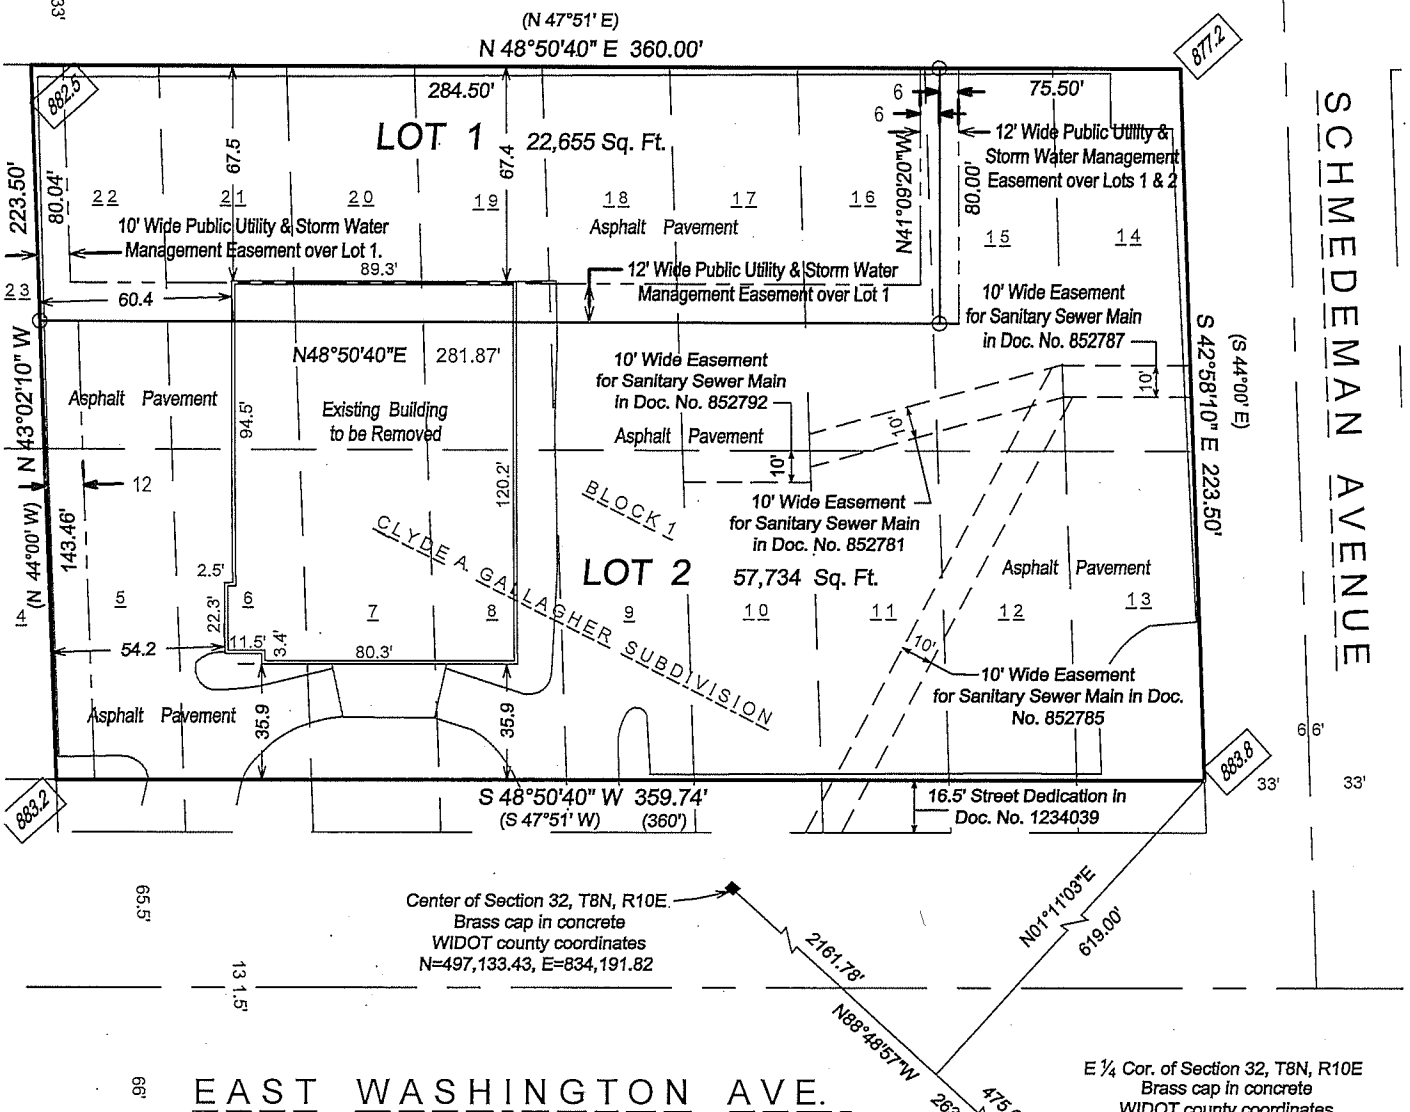 33'
(N 47°51' E)
N 48°50'40" E 360.00'
877.2
882.5
284.50'
75.50'
6
6
LOT 1 22,655 Sq. Ft.
67.5
67.4
12' Wide Public Utility &
Storm Water Management
Easement over Lots 1 & 2
N41°09'20"W
80.00'
223.50'
80.04'
22
21
20
19
18
17
16
15
14
10' Wide Public Utility & Storm Water
Management Easement over Lot 1.
Asphalt Pavement
89.3'
12' Wide Public Utility & Storm Water
Management Easement over Lot 1
23
60.4
10' Wide Easement
for Sanitary Sewer Main
in Doc. No. 852787
10'
N48°50'40"E 281.87'
10' Wide Easement
for Sanitary Sewer Main
in Doc. No. 852792
10'
Asphalt Pavement
Existing Building
to be Removed
94.5'
120.2'
Asphalt Pavement
10'
N 43°02'10" W
(N 44°00' W)
143.46'
12
S 42°58'10" E 223.50'
(S 44°00' E)
SCHMEDEMAN AVENUE
BLOCK 1
CLYDE A. GALLAGHER SUBDIVISION
10' Wide Easement
for Sanitary Sewer Main
in Doc. No. 852781
LOT 2 57,734 Sq. Ft.
Asphalt Pavement
2.5'
22.3'
11.5'
3.4'
80.3'
4
5
6
7
8
9
10
11
12
13
54.2
10'
10' Wide Easement
for Sanitary Sewer Main in Doc.
No. 852785
Asphalt Pavement
35.9
35.9
66'
883.8
33'
33'
883.2
S 48°50'40" W 359.74'
(S 47°51' W) (360')
16.5' Street Dedication in
Doc. No. 1234039
65.5'
Center of Section 32, T8N, R10E.
Brass cap in concrete
WIDOT county coordinates
N=497,133.43, E=834,191.82
N01°11'03"E
619.00'
2161.78'
N88°48'57"W
131.5'
66'
EAST WASHINGTON AVE.
E 1/4 Cor. of Section 32, T8N, R10E
Brass cap in concrete
WIDOT county coordinates